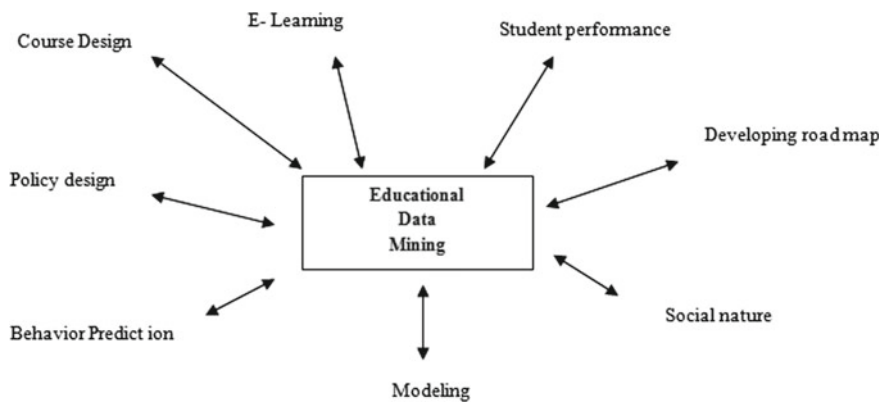 E- Learning
Student performance
Course Design
Developing road map
Policy design
Educational
Data
Mining
Social nature
Behavior Predict ion
Modeling